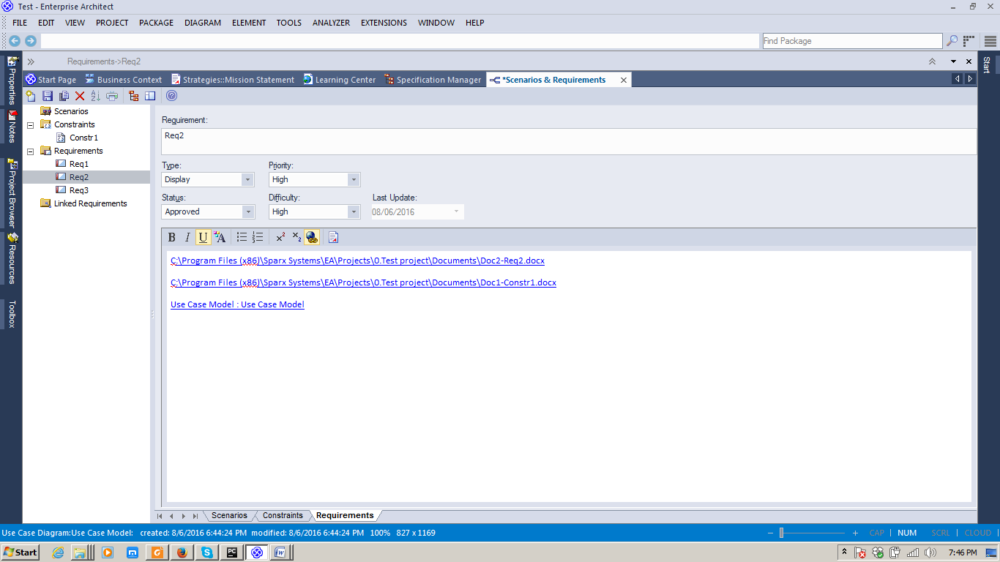 Test - Enterprise Architect
FILE EDIT VIEW PROJECT PACKAGE DIAGRAM ELEMENT TOOLS ANALYZER EXTENSIONS WINDOW HELP
Find Package
Requirements->Req2
Start Page Business Context Strategies::Mission Statement Learning Center Specification Manager *Scenarios & Requirements
Properties
Notes
Project Browser
Resources
Toolbox
Start
Scenarios
Constraints
Constr1
Requirements
Req1
Req2
Req3
Linked Requirements
Requirement:
Req2
Type: Priority:
Display High
Status: Difficulty: Last Update:
Approved High 08/06/2016
B I U A x² x₂
C:\Program Files (x86)\Sparx Systems\EA\Projects\0.Test project\Documents\Doc2-Req2.docx
C:\Program Files (x86)\Sparx Systems\EA\Projects\0.Test project\Documents\Doc1-Constr1.docx
Use Case Model : Use Case Model
Scenarios Constraints Requirements
Use Case Diagram:Use Case Model: created: 8/6/2016 6:44:24 PM modified: 8/6/2016 6:44:24 PM 100% 827 x 1169
CAP NUM SCRL CLOUD
Start 7:46 PM